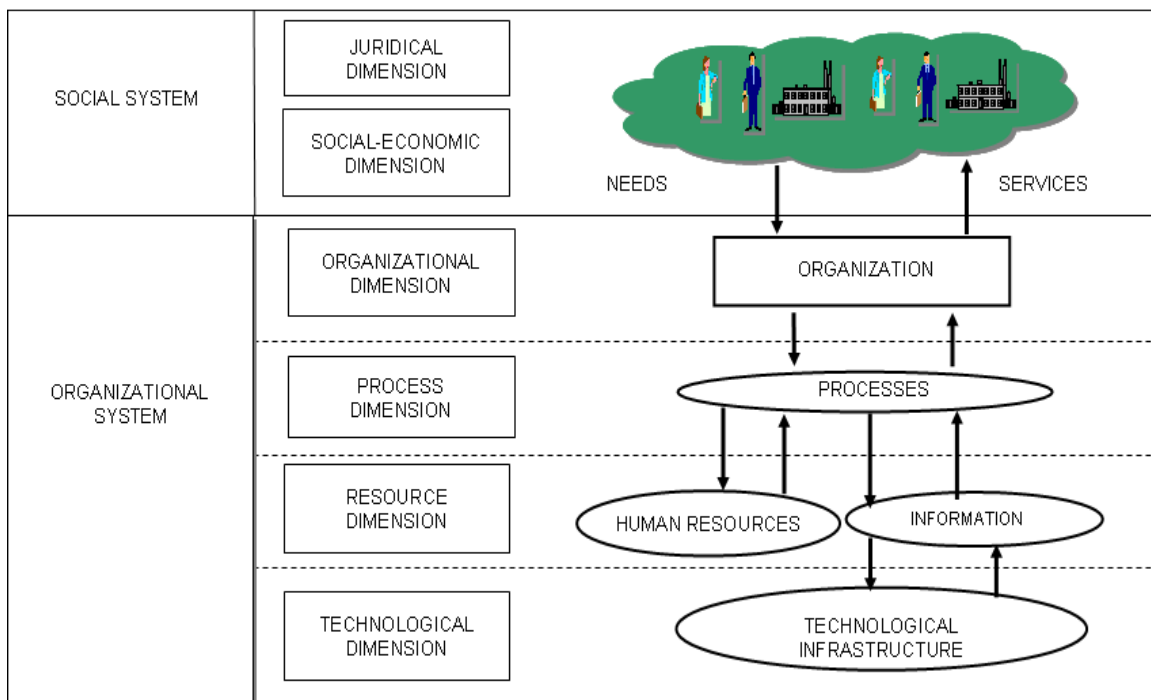 SOCIAL SYSTEM
JURIDICAL
DIMENSION
SOCIAL-ECONOMIC
DIMENSION
NEEDS
SERVICES
ORGANIZATIONAL
SYSTEM
ORGANIZATIONAL
DIMENSION
ORGANIZATION
PROCESS
DIMENSION
PROCESSES
RESOURCE
DIMENSION
HUMAN RESOURCES
INFORMATION
TECHNOLOGICAL
DIMENSION
TECHNOLOGICAL
INFRASTRUCTURE